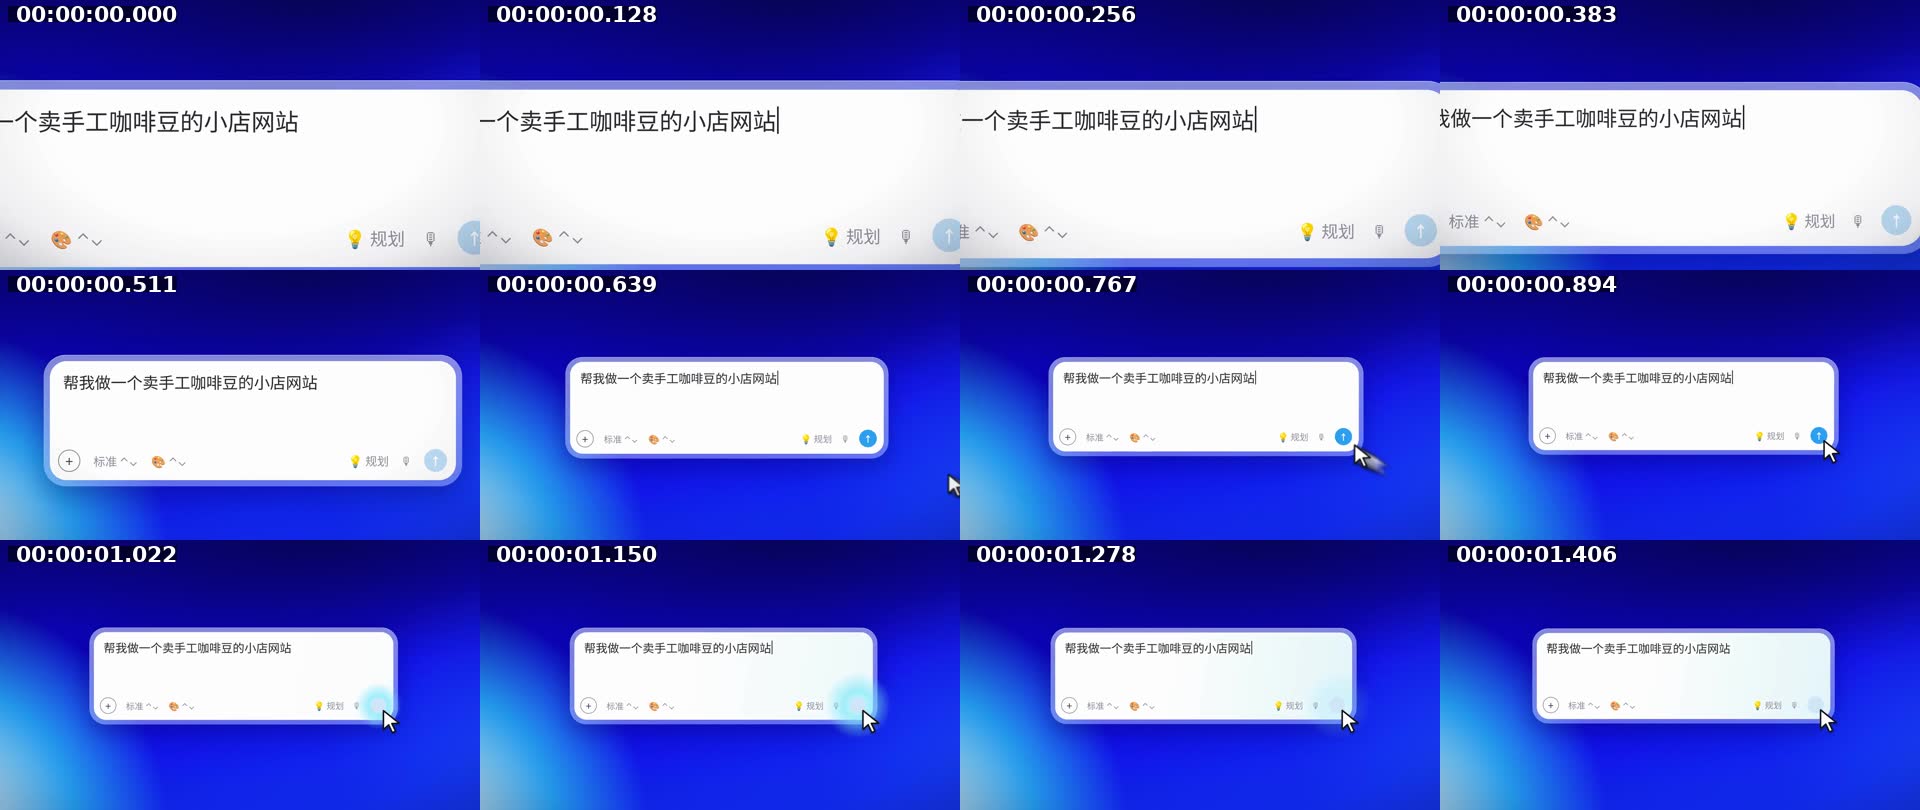 00:00:00.000
一个卖手工咖啡豆的小店网站
规划
00:00:00.128
一个卖手工咖啡豆的小店网站
规划
00:00:00.256
一个卖手工咖啡豆的小店网站
准
规划
00:00:00.383
我做一个卖手工咖啡豆的小店网站
标准
规划
00:00:00.511
帮我做一个卖手工咖啡豆的小店网站
标准
规划
00:00:00.639
帮我做一个卖手工咖啡豆的小店网站
标准
规划
00:00:00.767
帮我做一个卖手工咖啡豆的小店网站
标准
规划
00:00:00.894
帮我做一个卖手工咖啡豆的小店网站
标准
规划
00:00:01.022
帮我做一个卖手工咖啡豆的小店网站
标准
规划
00:00:01.150
帮我做一个卖手工咖啡豆的小店网站
标准
规划
00:00:01.278
帮我做一个卖手工咖啡豆的小店网站
标准
规划
00:00:01.406
帮我做一个卖手工咖啡豆的小店网站
标准
规划